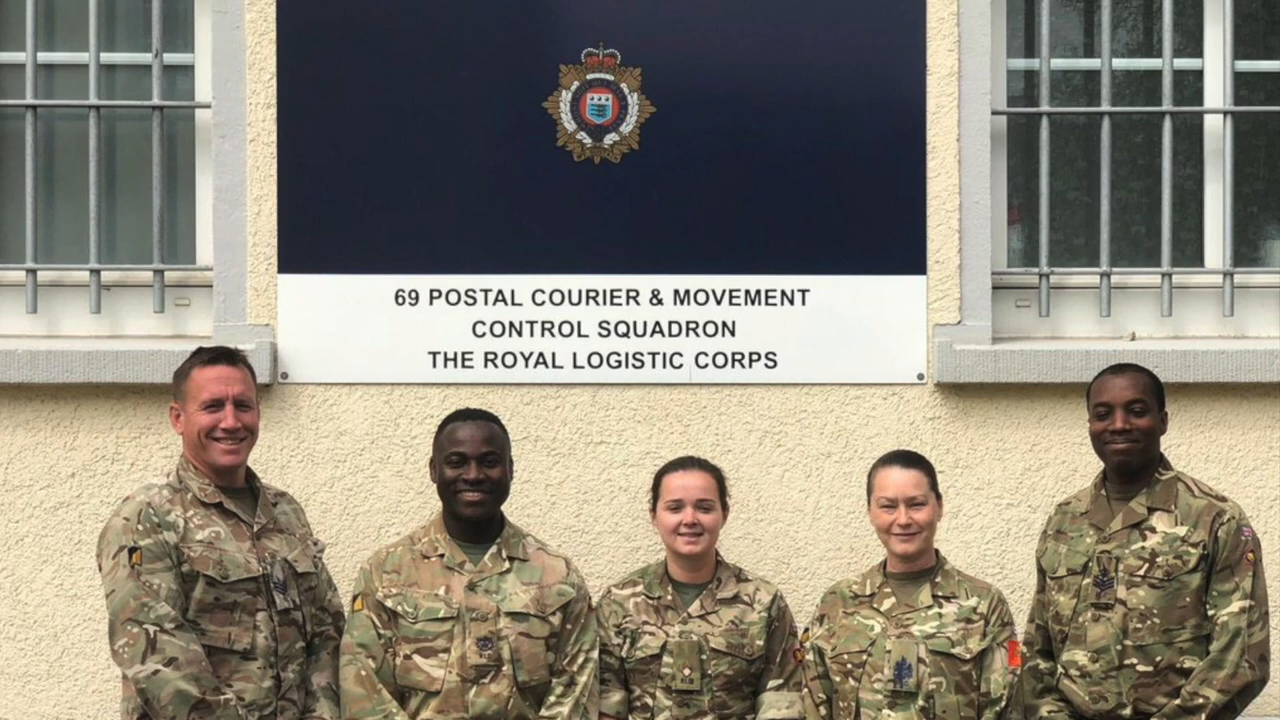 69 POSTAL COURIER & MOVEMENT
CONTROL SQUADRON
THE ROYAL LOGISTIC CORPS